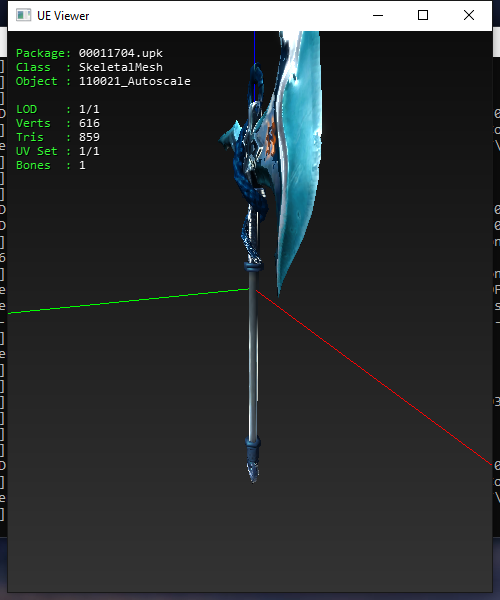 UE Viewer
Package: 00011704.upk
Class : SkeletalMesh
Object : 110021_Autoscale
LOD : 1/1
Verts : 616
Tris : 859
UV Set : 1/1
Bones : 1